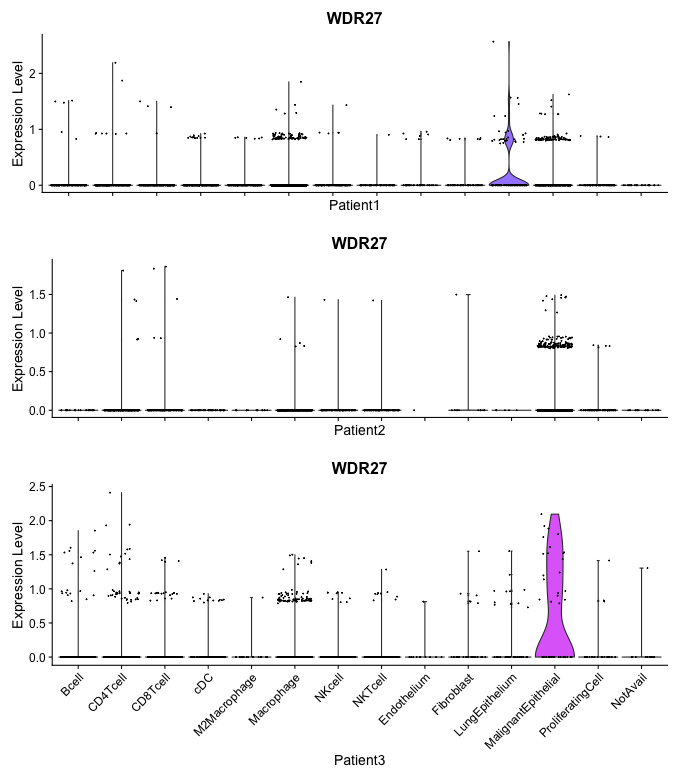 WDR27
Expression Level
2
1
0
Patient1
WDR27
Expression Level
1.5
1.0
0.5
0.0
Patient2
WDR27
Expression Level
2.5
2.0
1.5
1.0
0.5
0.0
Bcell
CD4Tcell
CD8Tcell
cDC
M2Macrophage
Macrophage
NKcell
NKTcell
Endothelium
Fibroblast
LungEpithelium
MalignantEpithelial
ProliferatingCell
NotAvail
Patient3